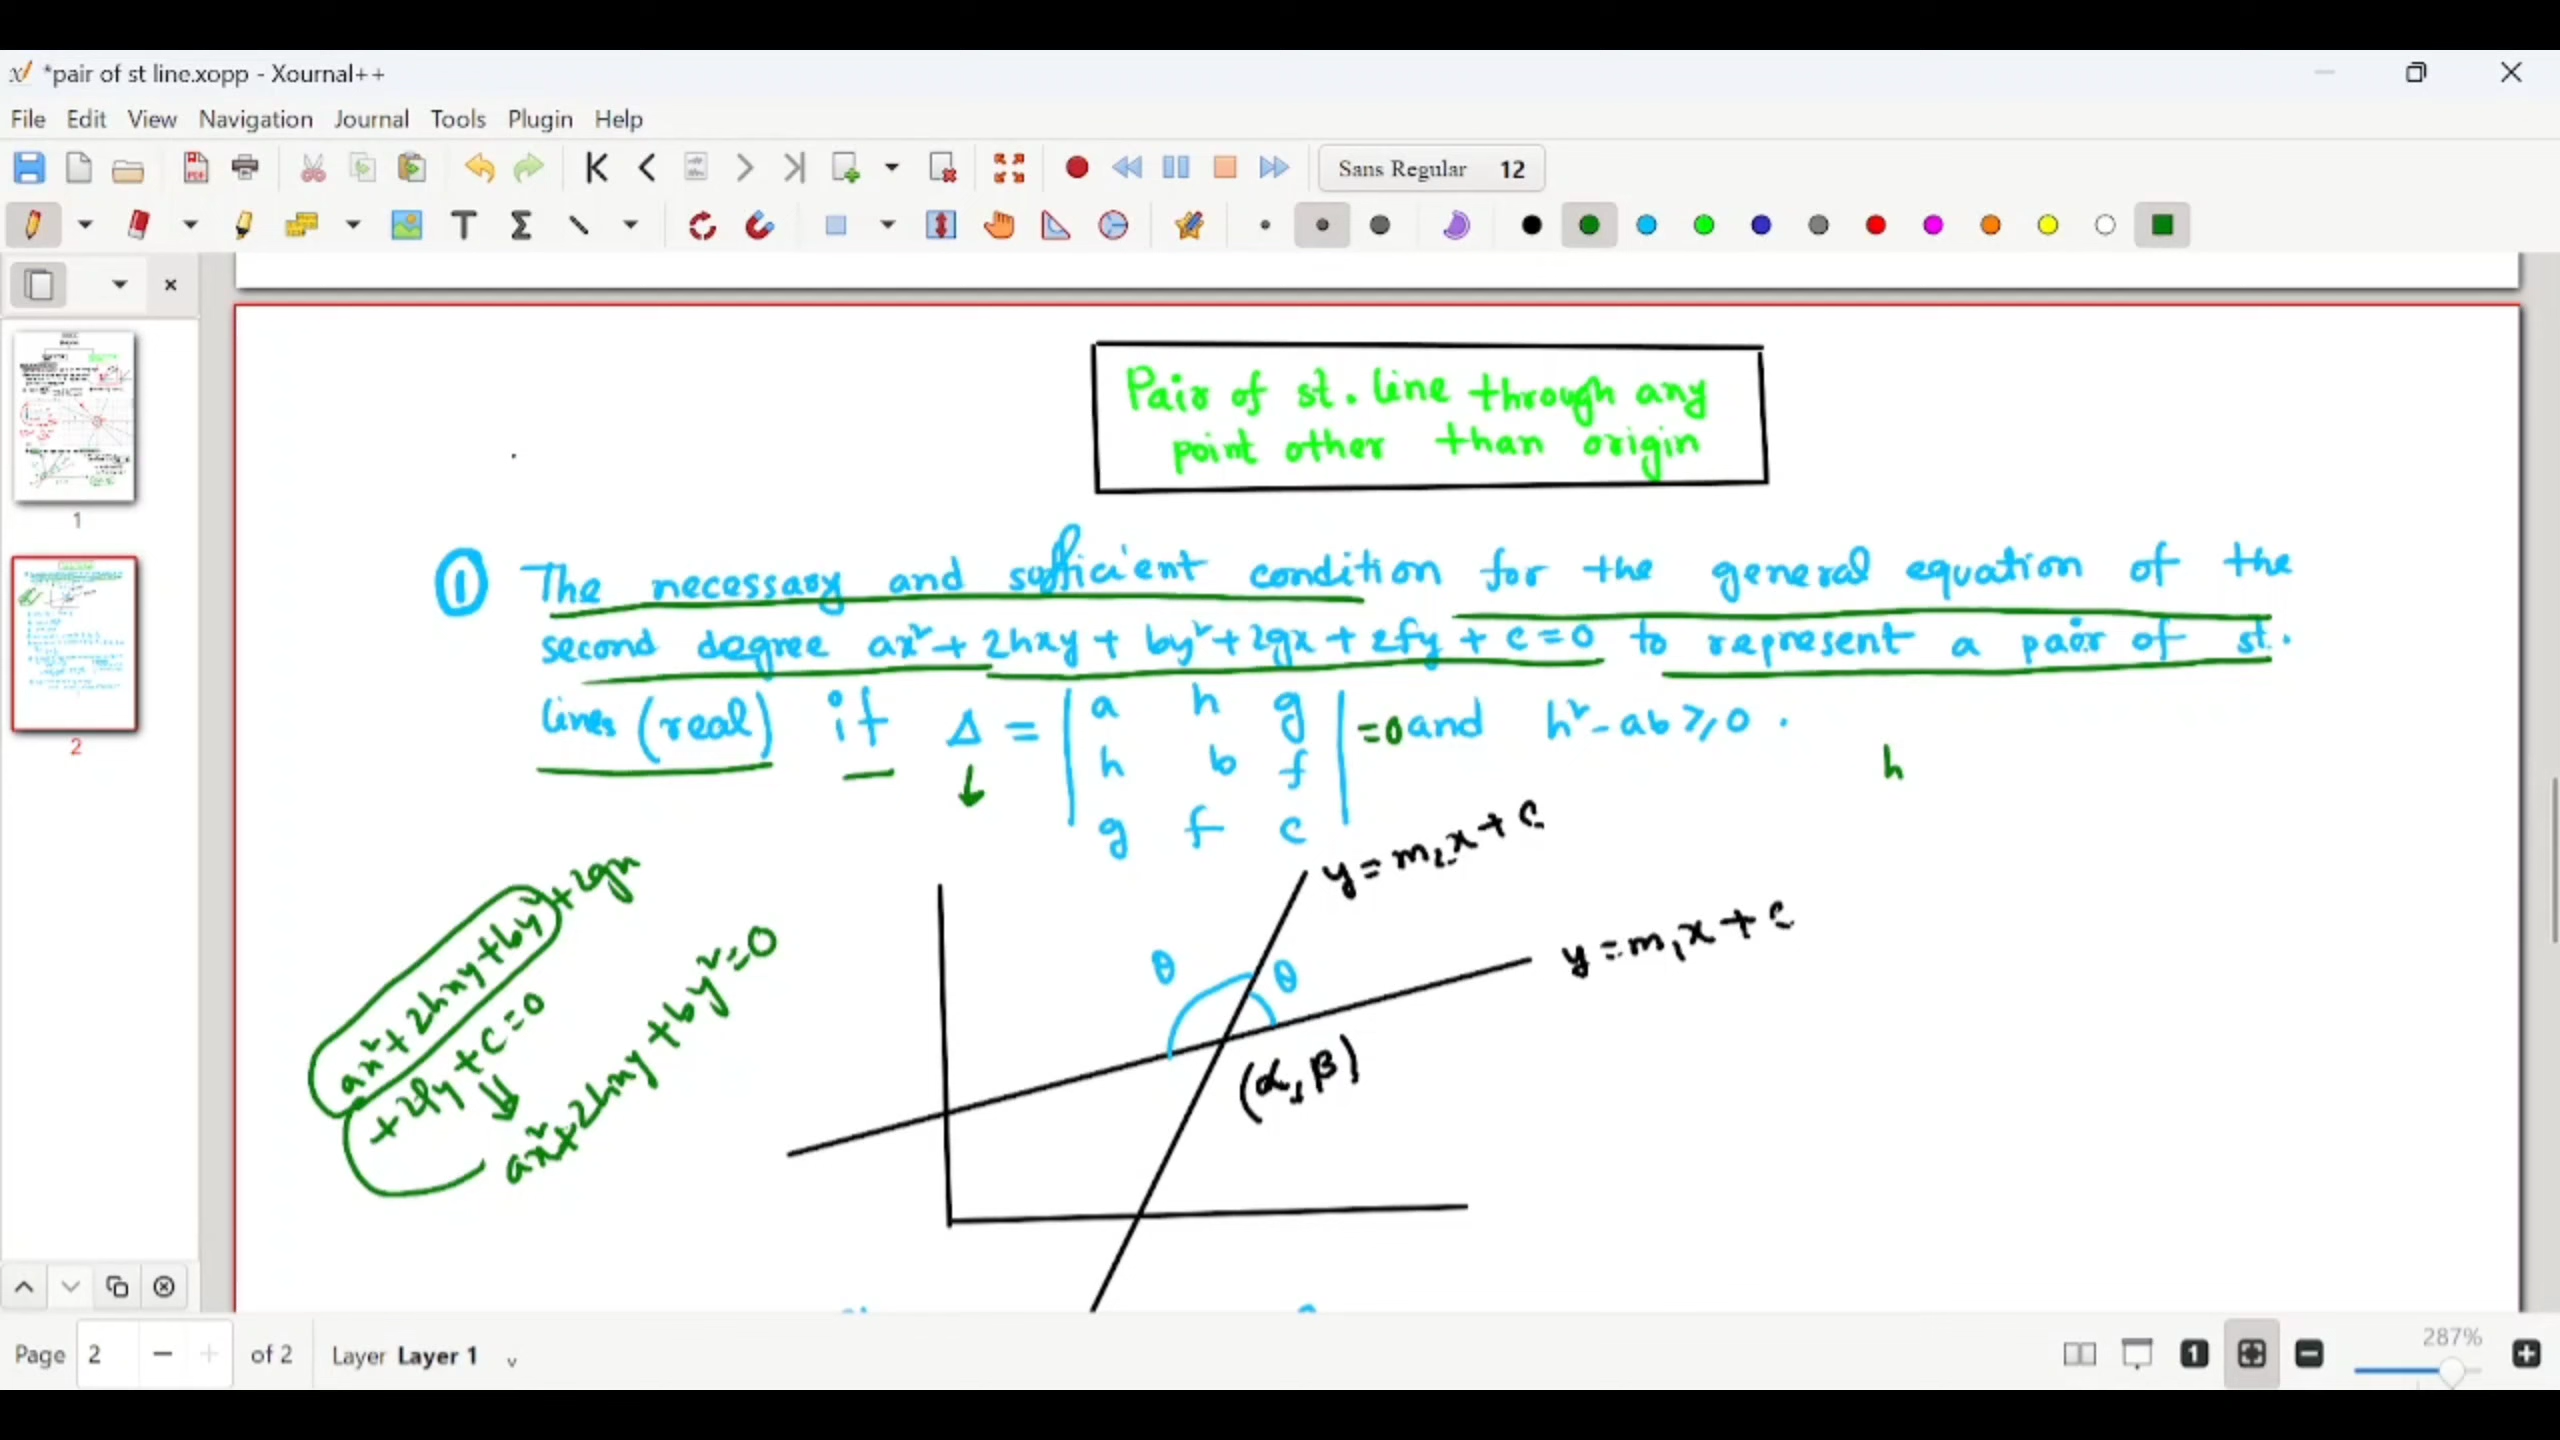 *pair of st line.xopp - Xournal++
File Edit View Navigation Journal Tools Plugin Help
Sans Regular 12
Pair of st. line through any
point other than origin
① The necessary and sufficient condition for the general equation of the
second degree ax²+2hxy+by²+2gx+2fy+c=0 to represent a pair of st.
lines (real) if Δ = | a h g | =0 and h²-ab≥0.
h b f
g f c
h
y=m₂x+c
y=m₁x+c
θ θ
(α,β)
ax²+2hxy+by²+2gx
+2fy+c=0
ax²+2hxy+by²=0
1
2
Page 2 of 2 Layer Layer 1
1
287%